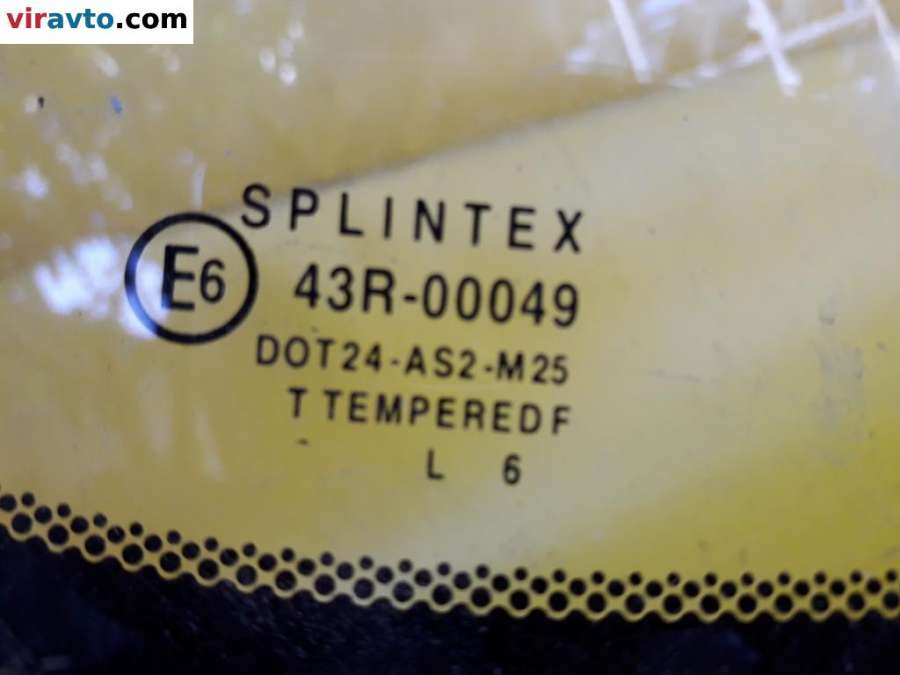 viravto.com
SPLINTEX
E6
43R-00049
DOT24-AS2-M25
T TEMPERED F
L 6